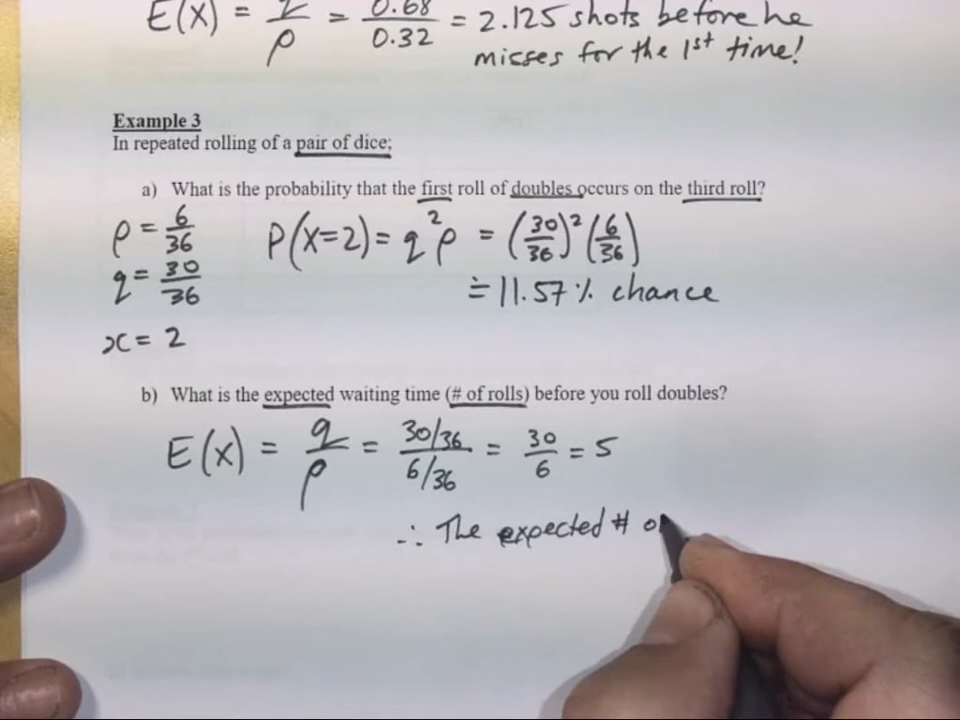 E(X) = q/p = 0.68/0.32 = 2.125 shots before he
misses for the 1st time!
Example 3
In repeated rolling of a pair of dice;
a) What is the probability that the first roll of doubles occurs on the third roll?
p = 6/36
q = 30/36
x = 2
P(X=2) = q²p = (30/36)² (6/36)
≐ 11.57% chance
b) What is the expected waiting time (# of rolls) before you roll doubles?
E(X) = q/p = 30/36 / 6/36 = 30/6 = 5
∴ The expected # o